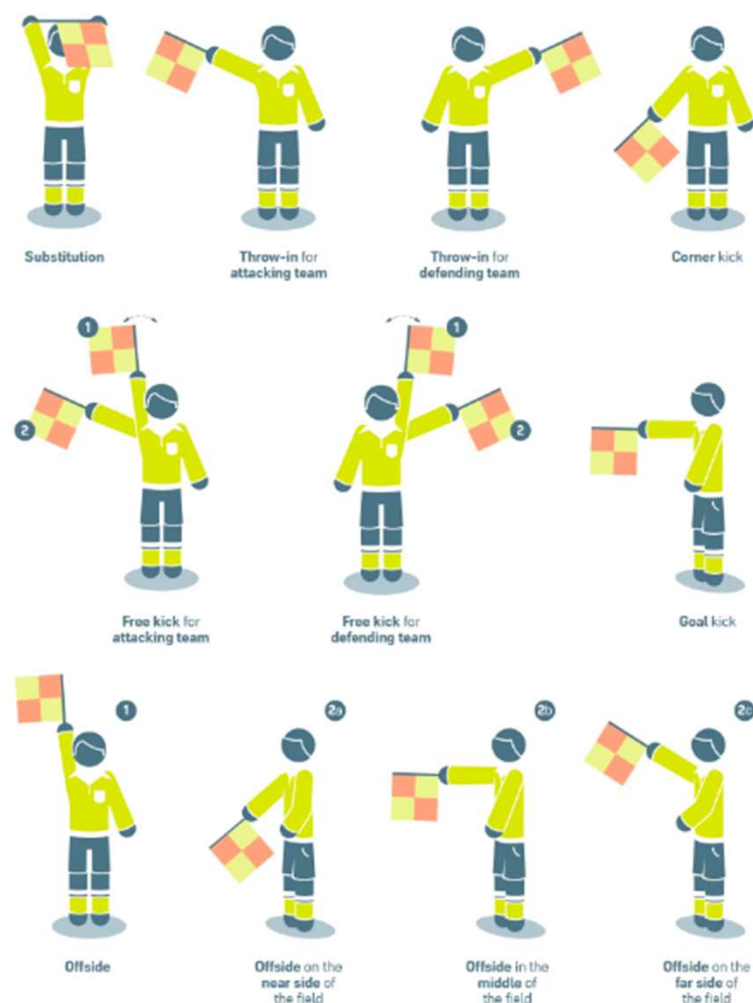 Substitution
Throw-in for
attacking team
Throw-in for
defending team
Corner kick
1
2
1
2
Free kick for
attacking team
Free kick for
defending team
Goal kick
1
2a
2b
2c
Offside
Offside on the
near side of
the field
Offside in the
middle of
the field
Offside on the
far side of
the field